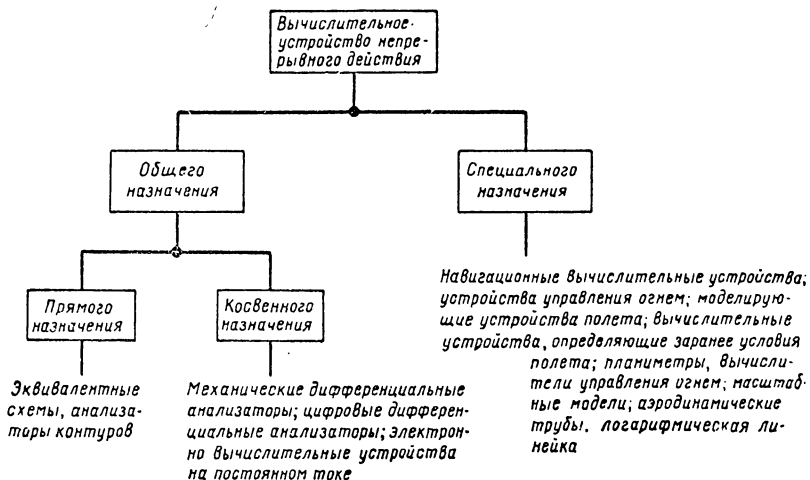 Вычислительное
устройство непре-
рывного действия
Общего
назначения
Специального
назначения
Прямого
назначения
Косвенного
назначения
Эквивалентные
схемы, анализа-
торы контуров
Механические дифференциальные
анализаторы; цифровые дифферен-
циальные анализаторы; электрон-
но вычислительные устройства
на постоянном токе
Навигационные вычислительные устройства;
устройства управления огнем; моделирую-
щие устройства полета; вычислительные
устройства, определяющие заранее условия
полета; планиметры, вычисли-
тели управления огнем; масштаб-
ные модели; аэродинамические
трубы, логарифмическая ли-
нейка